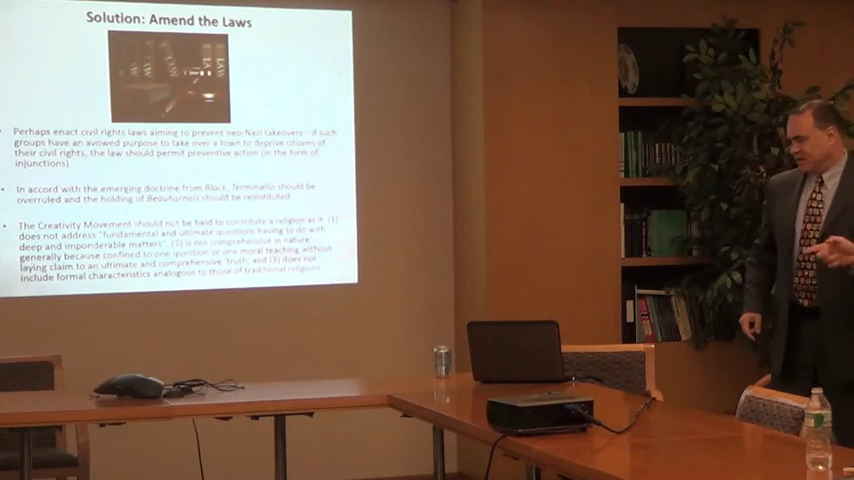 Solution: Amend the Laws
LAW
Perhaps enact civil rights laws aiming to prevent neo-Nazi takeovers – if such
groups have an avowed purpose to take over a town to deprive citizens of
their civil rights, the law should permit preventive action (in the form of
injunctions)
In accord with the emerging doctrine from Black, Terminiello should be
overruled and the holding of Beauharnais should be reinstituted.
The Creativity Movement should not be held to constitute a religion as it: (1)
does not address "fundamental and ultimate questions having to do with
deep and imponderable matters", (2) is not comprehensive in nature
generally because confined to one question or one moral teaching without
laying claim to an ultimate and comprehensive 'truth, and (3) does not
include formal characteristics analogous to those of traditional religions